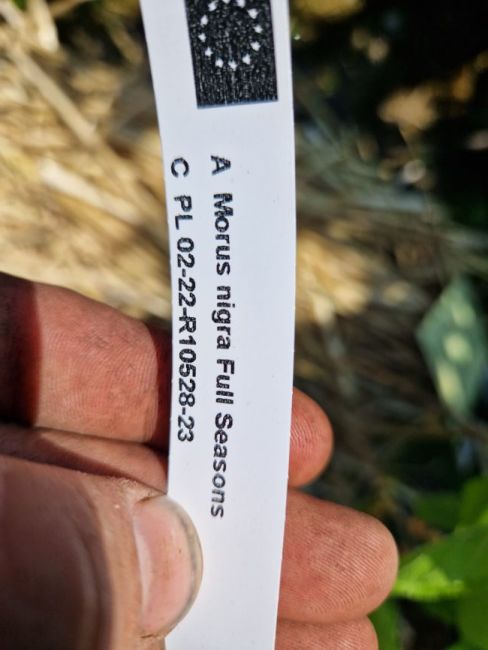 A Morus nigra Full Seasons
C PL 02-22-R10528-23